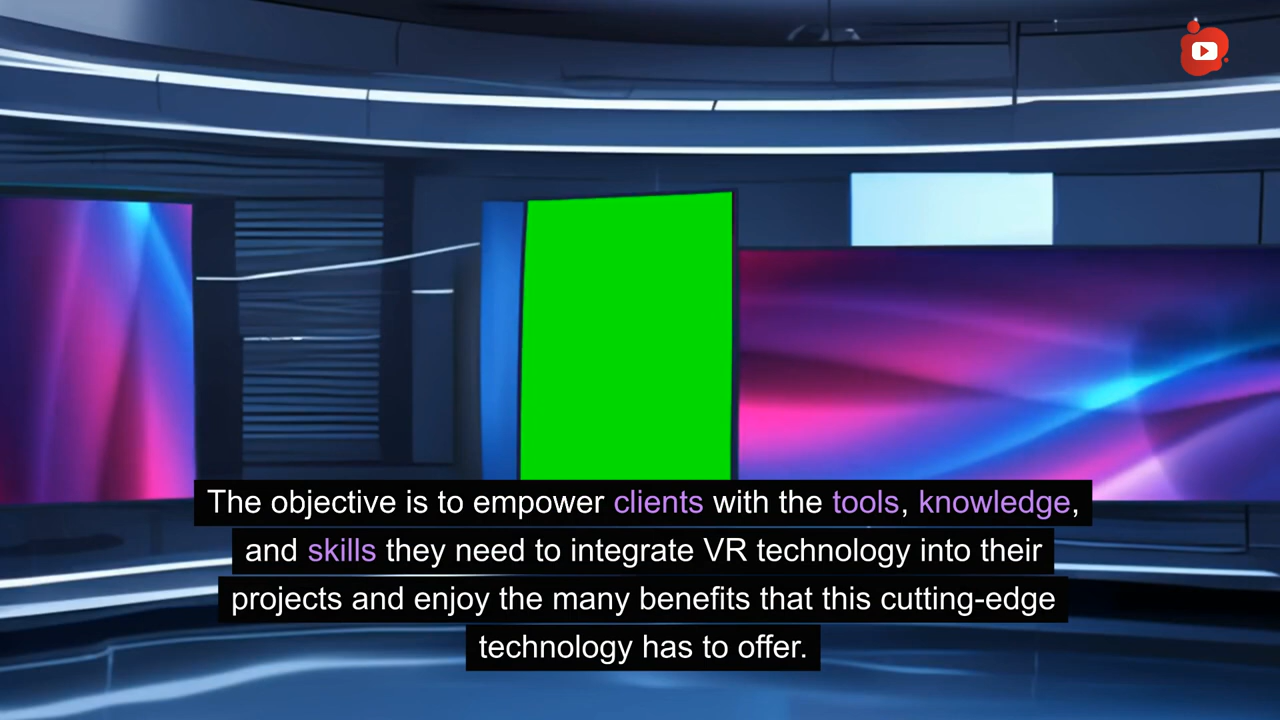 The objective is to empower clients with the tools, knowledge,
and skills they need to integrate VR technology into their
projects and enjoy the many benefits that this cutting-edge
technology has to offer.